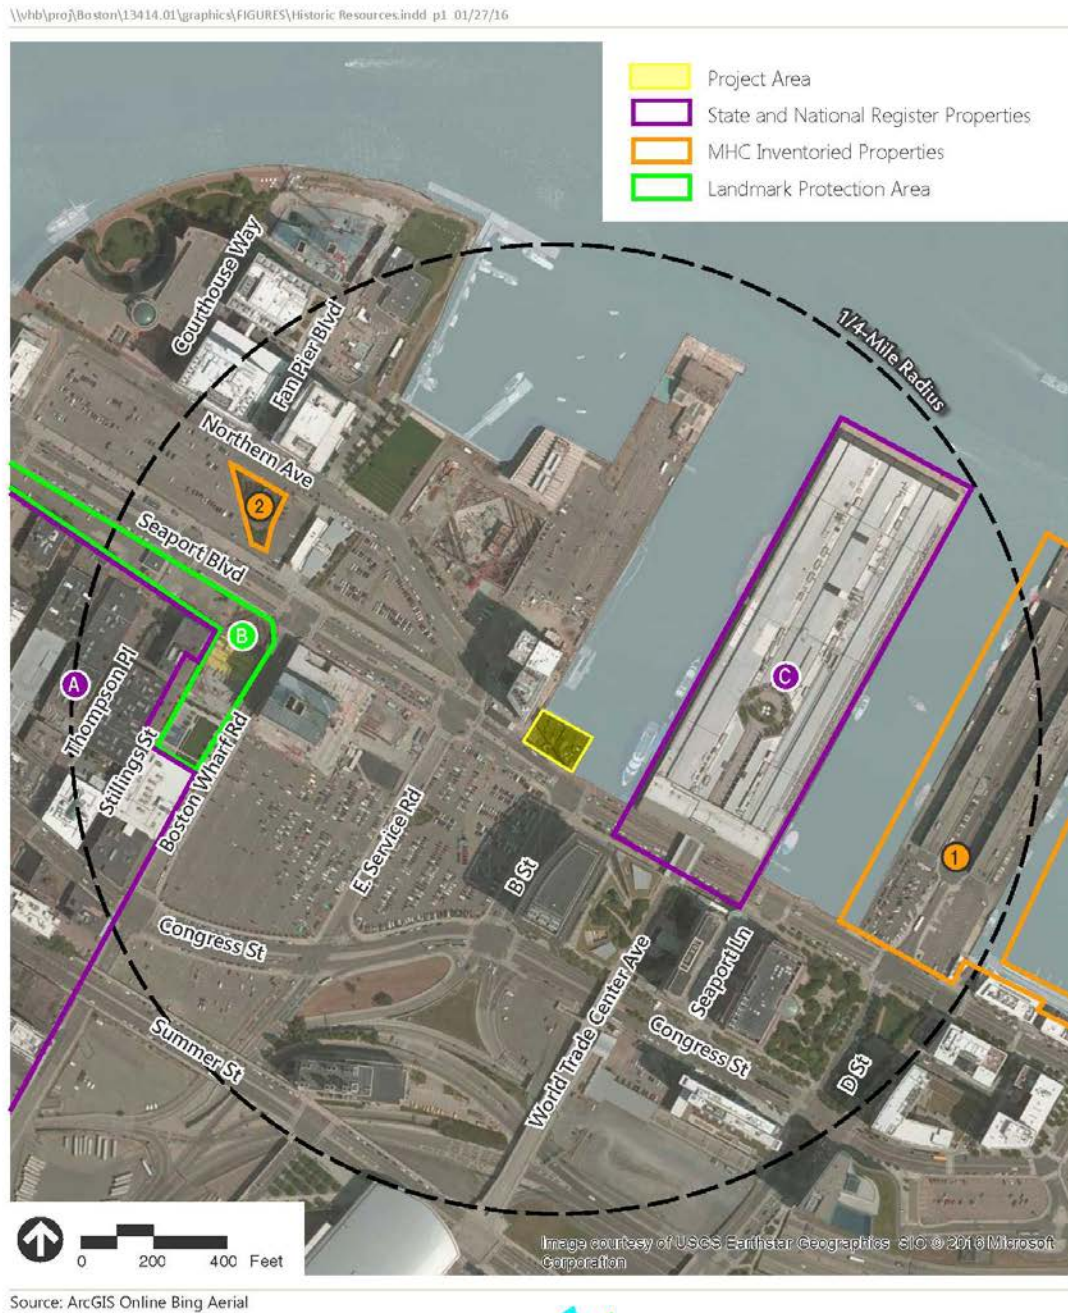 \\vhb\proj\Boston\13414.01\graphics\FIGURES\Historic Resources.indd p1 01/27/16
Project Area
State and National Register Properties
MHC Inventoried Properties
Landmark Protection Area
Courthouse Way
Fan Pier Blvd
1/4-Mile Radius
Northern Ave
2
Seaport Blvd
B
A
Thompson Pl
C
Stillings St
Boston Wharf Rd
E. Service Rd
B St
1
Congress St
Seaport Ln
World Trade Center Ave
Summer St
Congress St
D St
0 200 400 Feet
Image courtesy of USGS Earthstar Geographics SIO © 2016 Microsoft
Corporation
Source: ArcGIS Online Bing Aerial